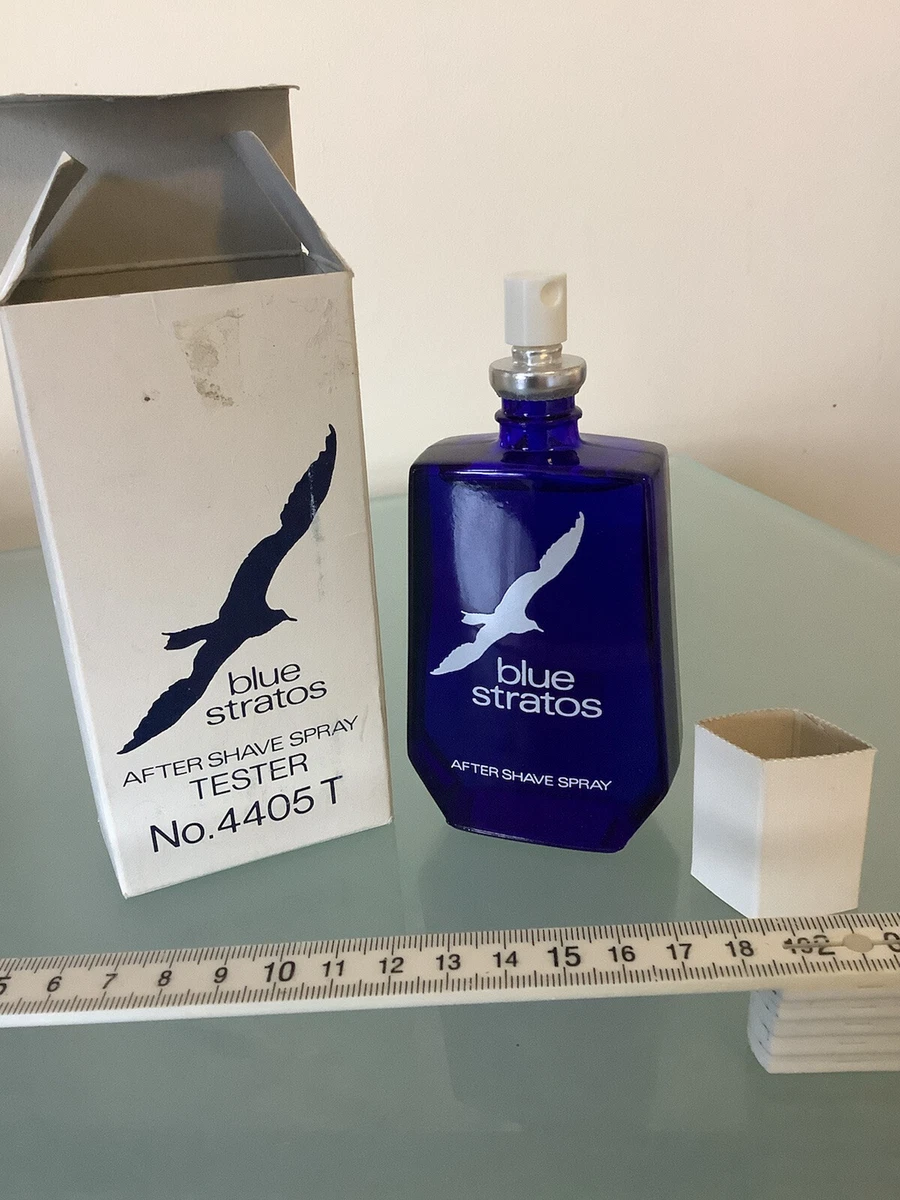 blue
stratos
AFTER SHAVE SPRAY
TESTER
No.4405 T
blue
stratos
AFTER SHAVE SPRAY
5 6 7 8 9 10 11 12 13 14 15 16 17 18